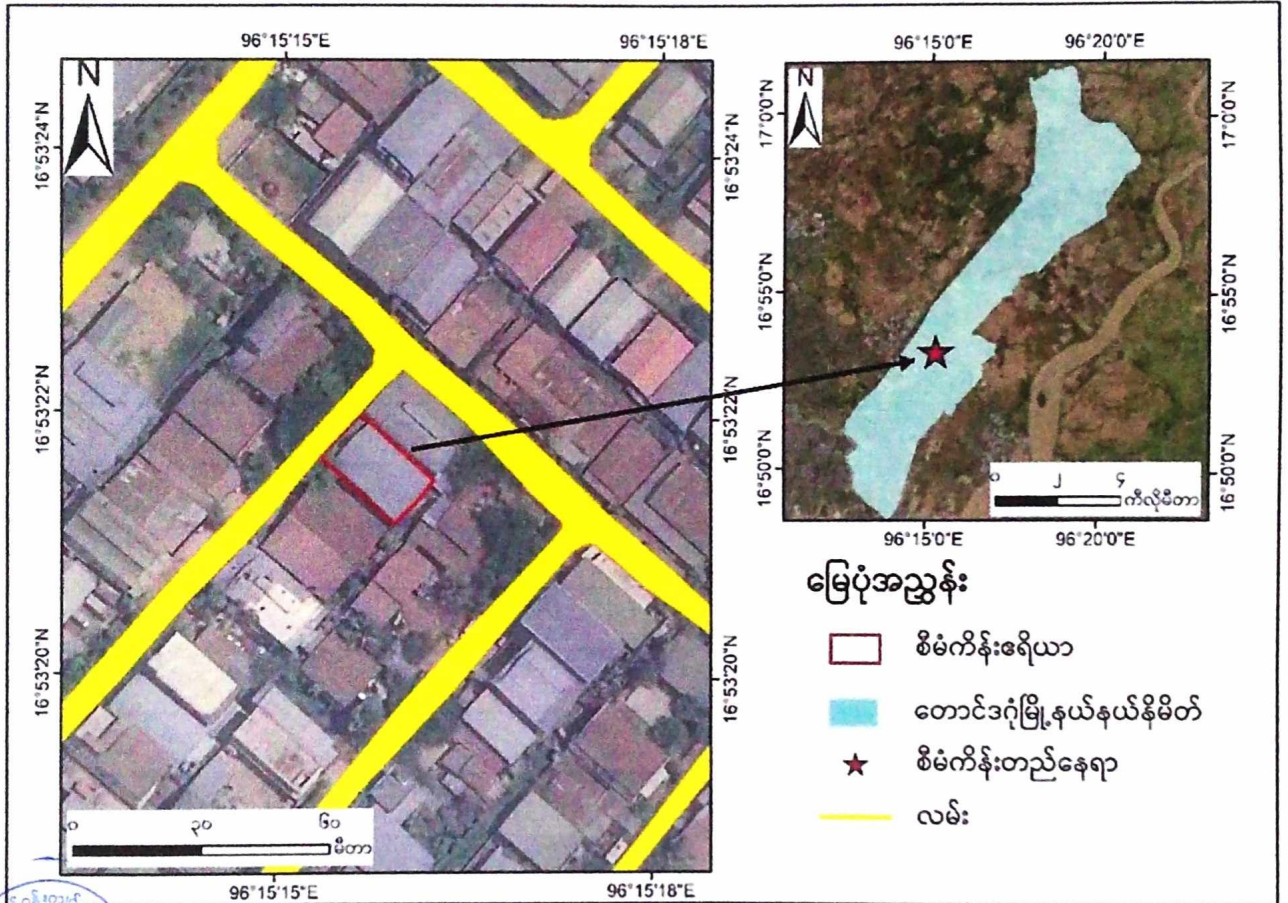 96°15'15"E 96°15'18"E
N
16°53'24"N 16°53'24"N
16°53'22"N 16°53'22"N
16°53'20"N 16°53'20"N
၀ ၃၀ ၆၀
မီတာ
96°15'15"E 96°15'18"E
96°15'0"E 96°20'0"E
N
17°0'0"N 17°0'0"N
16°55'0"N 16°55'0"N
16°50'0"N 16°50'0"N
၀ ၂ ၄
ကီလိုမီတာ
96°15'0"E 96°20'0"E
မြေပုံအညွှန်း
စီမံကိန်းဧရိယာ
တောင်ဒဂုံမြို့နယ်နယ်နိမိတ်
စီမံကိန်းတည်နေရာ
လမ်း